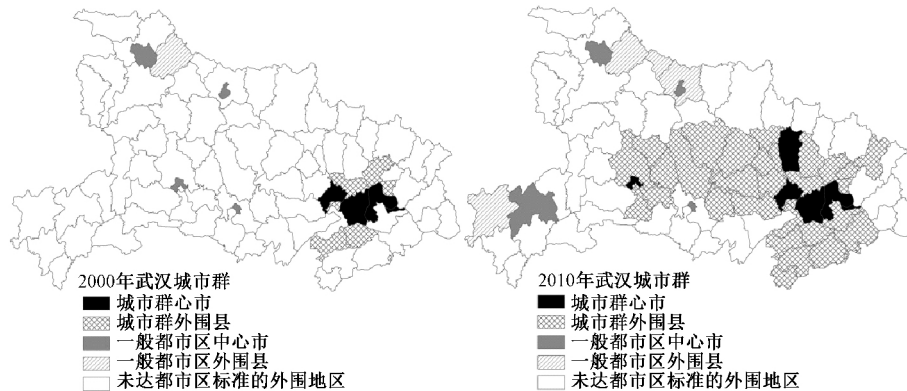 2000年武汉城市群
城市群心市
城市群外围县
一般都市区中心市
一般都市区外围县
未达都市区标准的外围地区
2010年武汉城市群
城市群心市
城市群外围县
一般都市区中心市
一般都市区外围县
未达都市区标准的外围地区